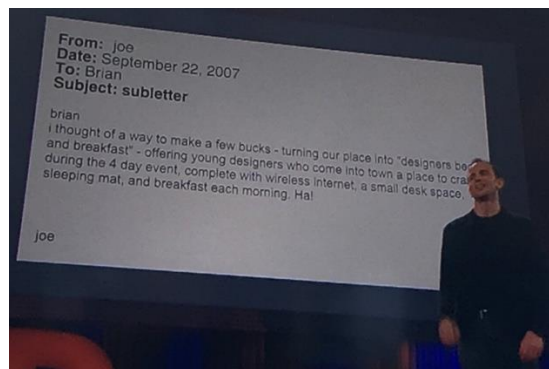 From: joe
Date: September 22, 2007
To: Brian
Subject: subletter
brian
i thought of a way to make a few bucks - turning our place into "designers
and breakfast" - offering young designers who come into town a place to
during the 4 day event, complete with wireless internet, a small desk space,
sleeping mat, and breakfast each morning. Ha!
joe